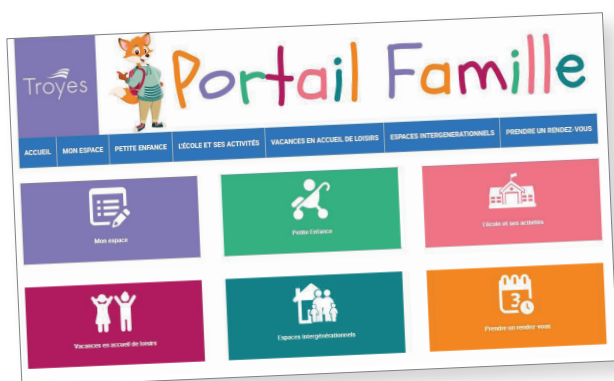 Troyes
Portail Famille
ACCUEIL MON ESPACE PETITE ENFANCE L'ÉCOLE ET SES ACTIVITÉS VACANCES EN ACCUEIL DE LOISIRS ESPACES INTERGENERATIONNELS PRENDRE UN RENDEZ-VOUS
Mon espace
Petite Enfance
L'école et ses activités
Vacances en accueil de loisirs
Espaces intergénérationnels
3
Prendre un rendez-vous